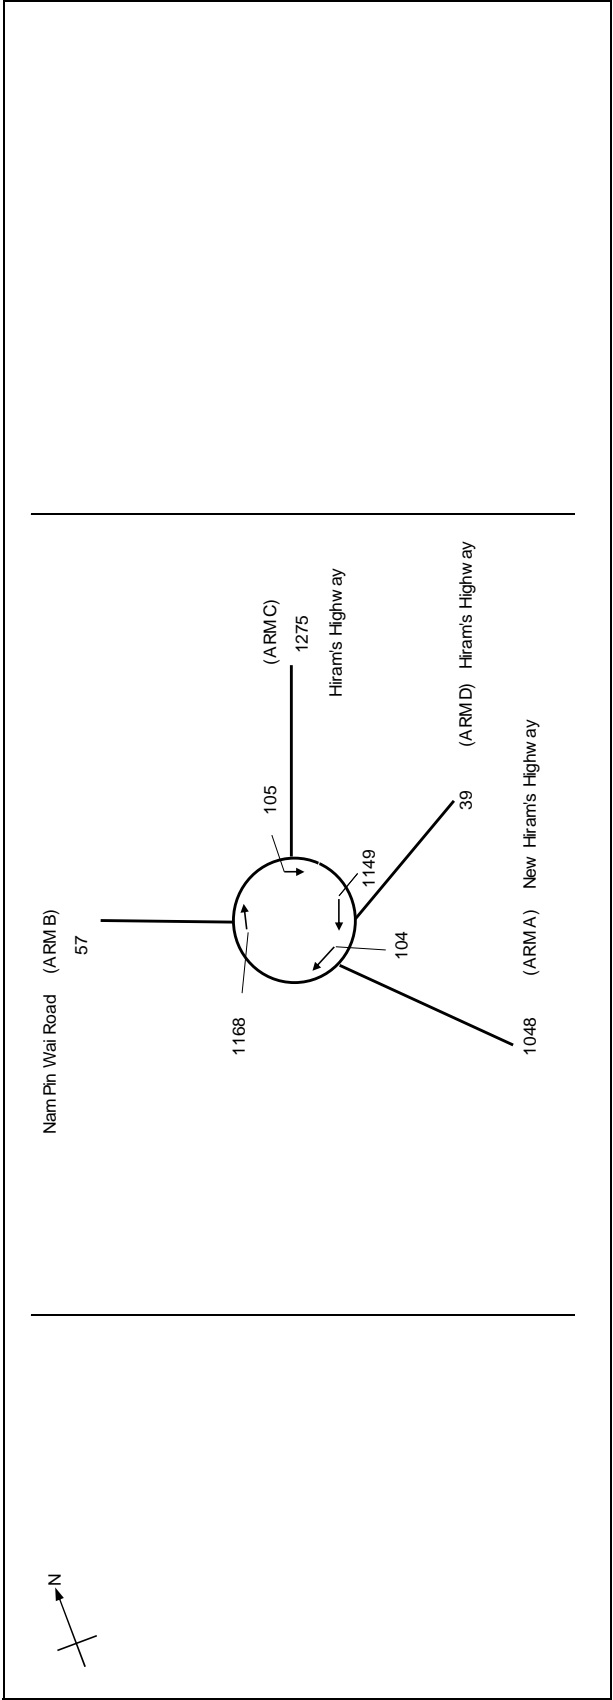 N
Nam Pin Wai Road (ARM B)
57
1168
105
(ARM C)
1275
Hiram's Highway
1149
104
39 (ARM D) Hiram's Highway
1048 (ARM A) New Hiram's Highway